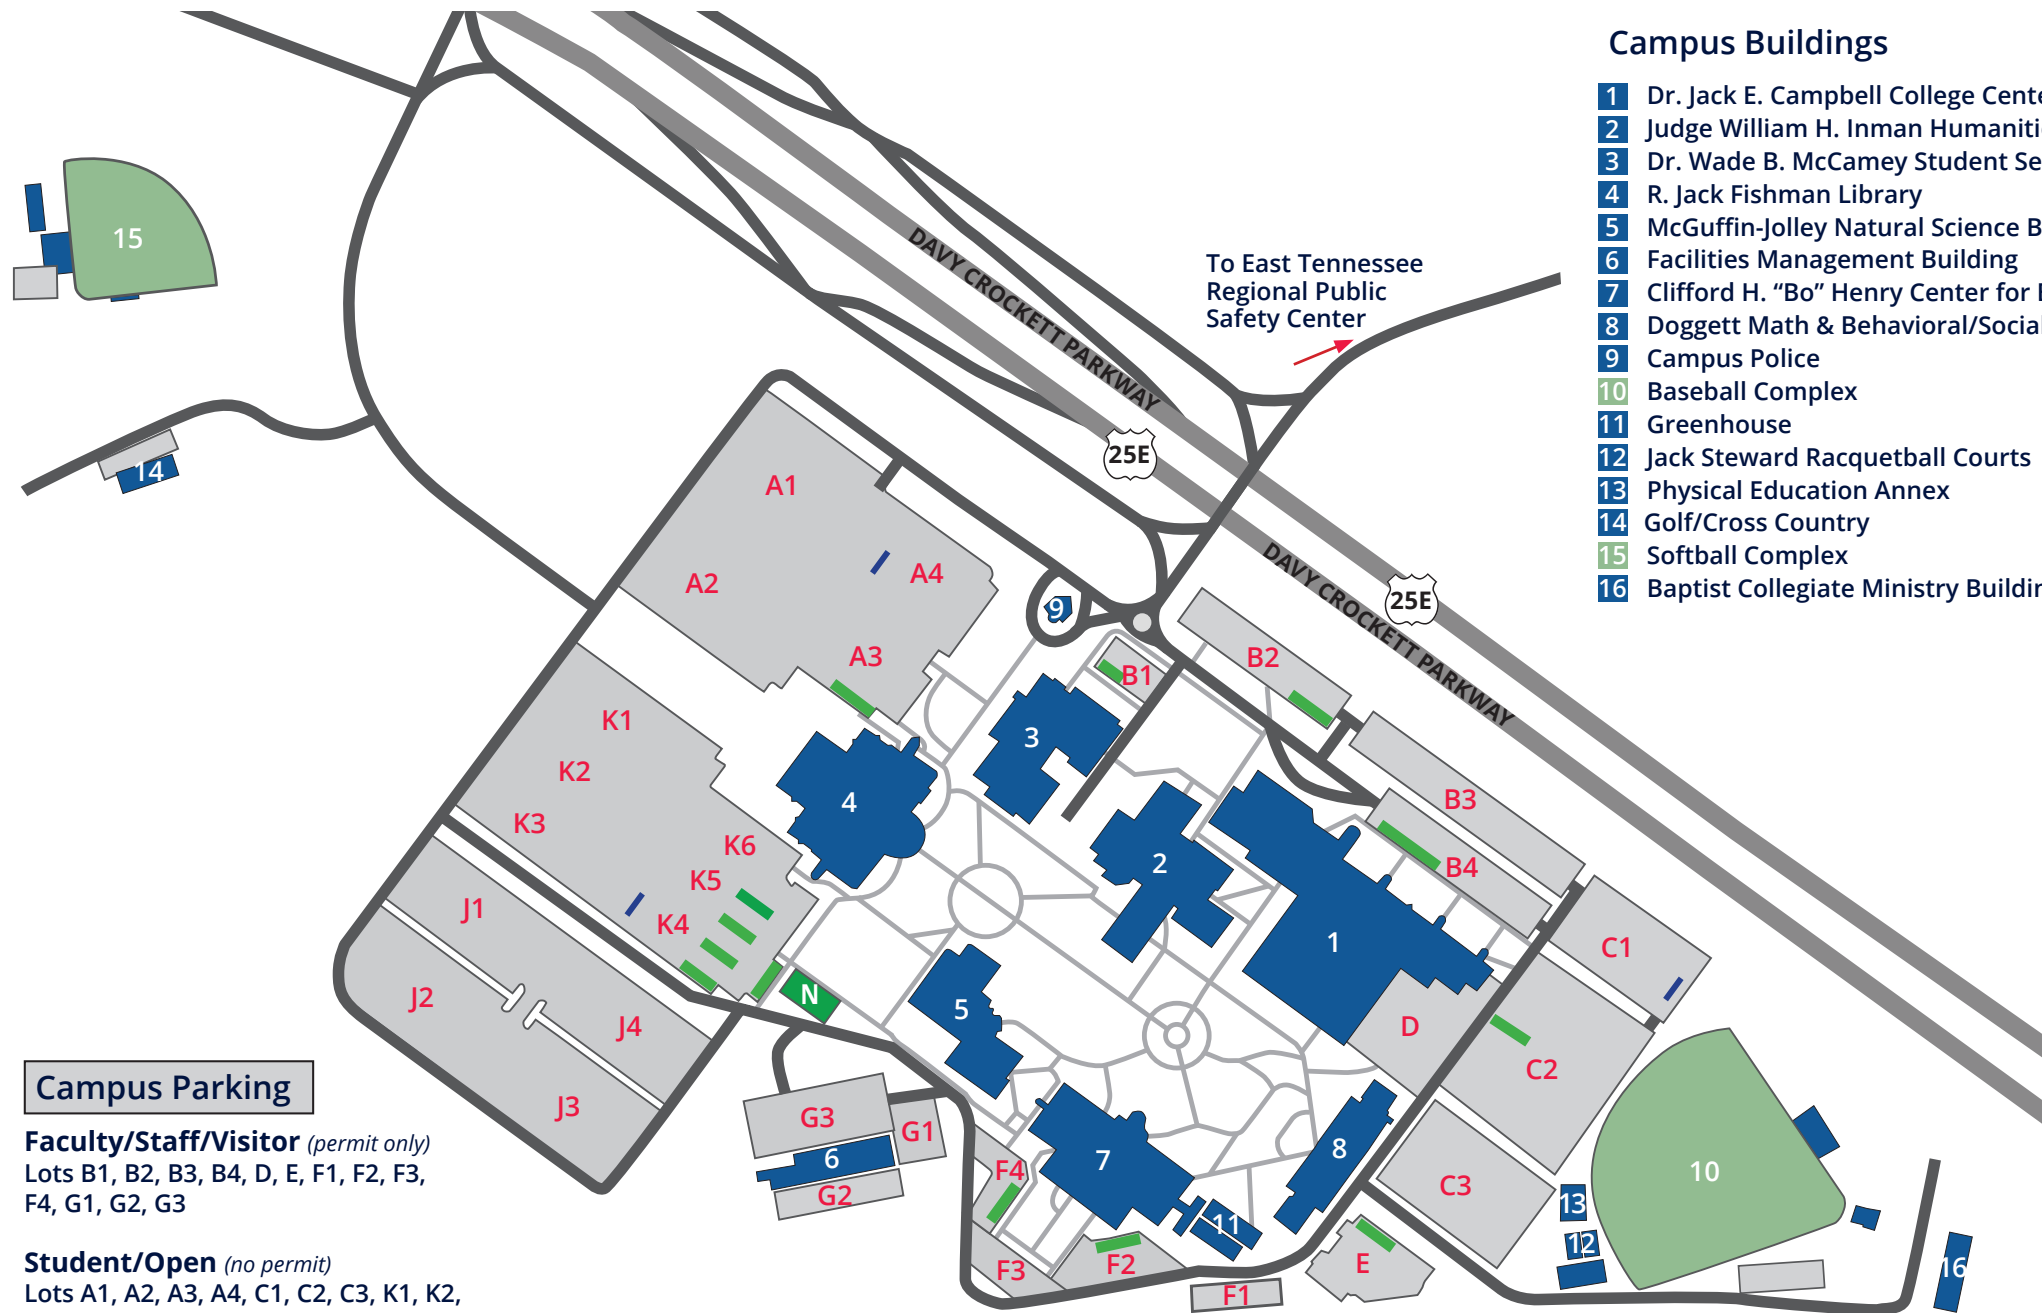 Campus Buildings
1 Dr. Jack E. Campbell College
2 Judge William H. Inman
3 Dr. Wade B. McCamey Student
4 R. Jack Fishman Library
5 McGuffin-Jolley Natural Science
6 Facilities Management Building
7 Clifford H. “Bo” Henry Center for
8 Doggett Math & Behavioral/Social
9 Campus Police
10 Baseball Complex
11 Greenhouse
12 Jack Steward Racquetball Courts
13 Physical Education Annex
14 Golf/Cross Country
15 Softball Complex
16 Baptist Collegiate Ministry
15
DAVY CROCKETT PARKWAY
To East Tennessee
Regional Public
Safety Center
25E
14
A1
A2
A4
A3
9
DAVY CROCKETT PARKWAY
25E
B1
B2
K1
K2
K3
3
4
B3
K6
K5
K4
2
B4
J1
1
C1
J2
N
5
J4
D
C2
J3
G3
G1
6
G2
F4
7
8
C3
10
13
11
12
F3
F2
E
F1
16
Campus Parking
Faculty/Staff/Visitor (permit only)
Lots B1, B2, B3, B4, D, E, F1, F2, F3,
F4, G1, G2, G3
Student/Open (no permit)
Lots A1, A2, A3, A4, C1, C2, C3, K1, K2,